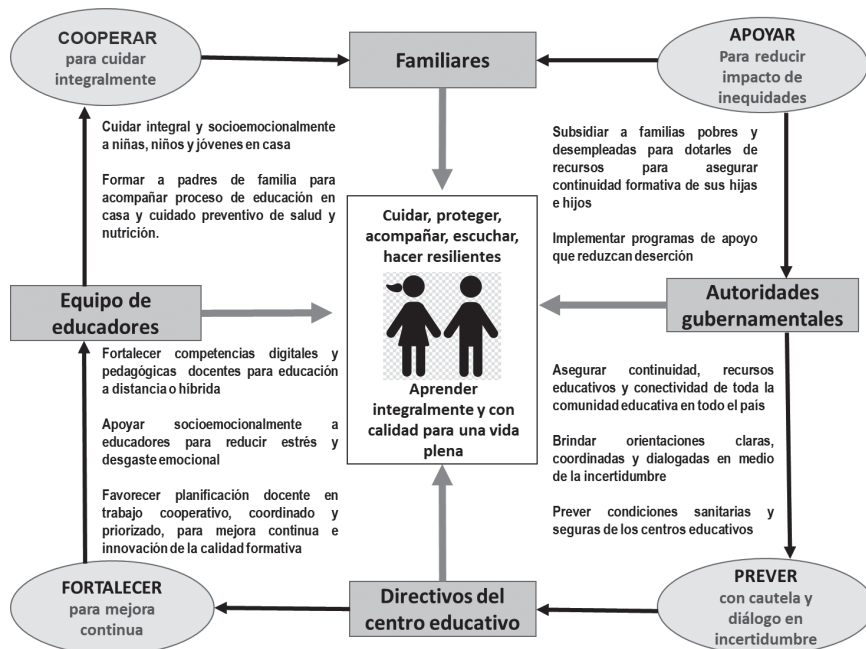 COOPERAR
para cuidar
integralmente
Familiares
APOYAR
Para reducir
impacto de
inequidades
Cuidar integral y socioemocionalmente
a niñas, niños y jóvenes en casa
Formar a padres de familia para
acompañar proceso de educación en
casa y cuidado preventivo de salud y
nutrición.
Subsidiar a familias pobres y
desempleadas para dotarles de
recursos para asegurar
continuidad formativa de sus hijas
e hijos
Implementar programas de apoyo
que reduzcan deserción
Cuidar, proteger,
acompañar, escuchar,
hacer resilientes
Aprender
integralmente y con
calidad para una vida
plena
Equipo de
educadores
Autoridades
gubernamentales
Fortalecer competencias digitales y
pedagógicas docentes para educación
a distancia o híbrida
Apoyar socioemocionalmente a
educadores para reducir estrés y
desgaste emocional
Favorecer planificación docente en
trabajo cooperativo, coordinado y
priorizado, para mejora continua e
innovación de la calidad formativa
Asegurar continuidad, recursos
educativos y conectividad de toda la
comunidad educativa en todo el país
Brindar orientaciones claras,
coordinadas y dialogadas en medio
de la incertidumbre
Prever condiciones sanitarias y
seguras de los centros educativos
FORTALECER
para mejora
continua
Directivos del
centro educativo
PREVER
con cautela y
diálogo en
incertidumbre